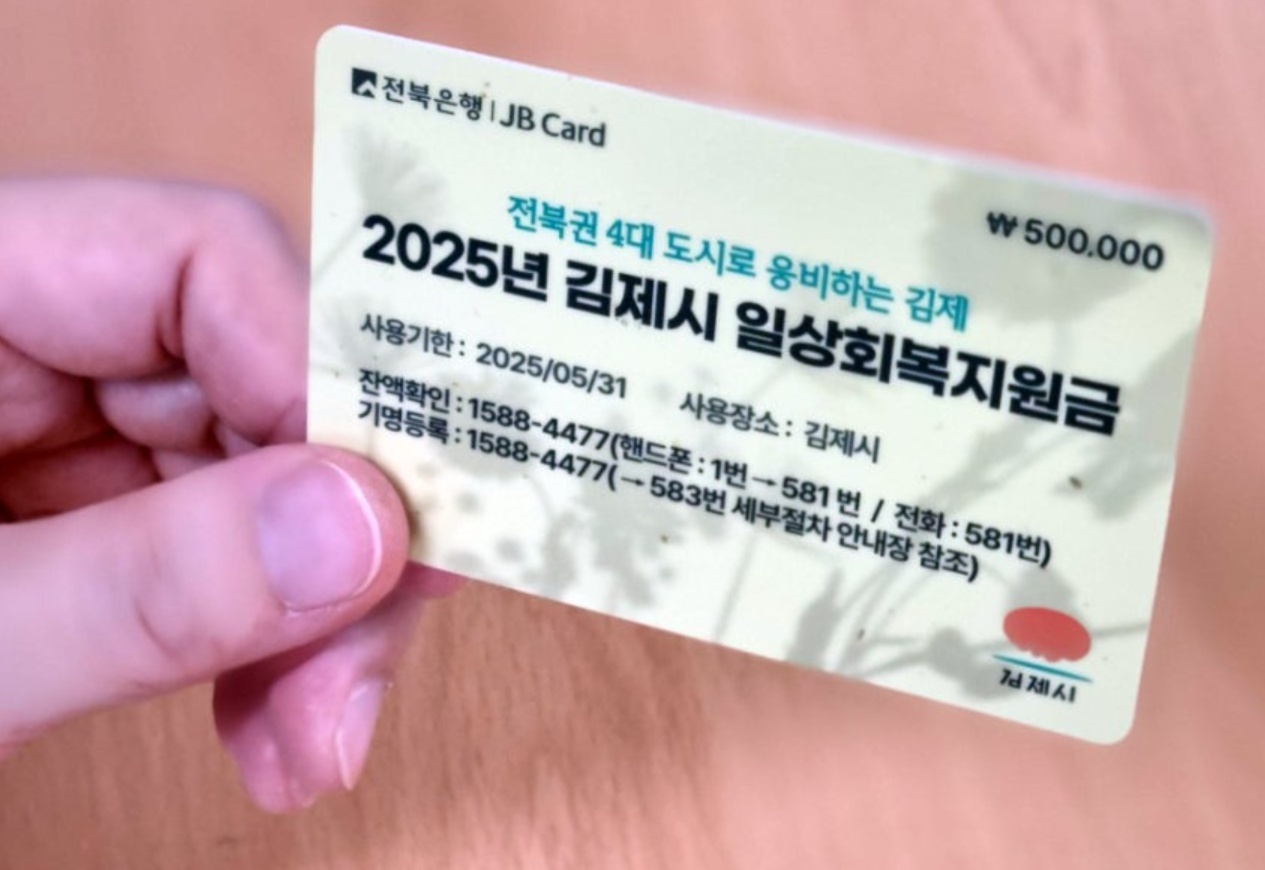 전북은행 | JB Card
₩ 500.000
전북권 4대 도시로 웅비하는 김제
2025년 김제시 일상회복지원금
사용기한 : 2025/05/31 사용장소 : 김제시
잔액확인 : 1588-4477(핸드폰 : 1번 → 581 번 / 전화 : 581번)
기명등록 : 1588-4477( → 583번 세부절차 안내장 참조)
김제시